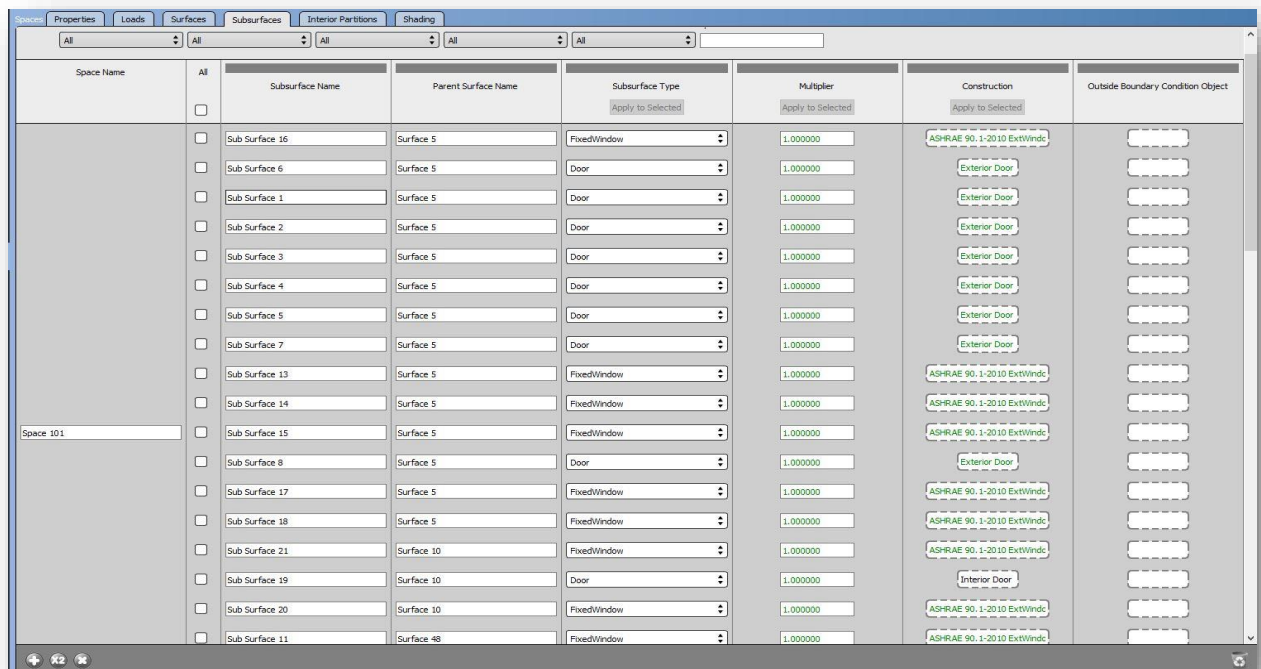 Spaces Properties Loads Surfaces Subsurfaces Interior Partitions Shading
All All All All All
Space Name All Subsurface Name Parent Surface Name Subsurface Type Multiplier Construction Outside Boundary Condition Object
Apply to Selected Apply to Selected Apply to Selected
Sub Surface 16 Surface 5 FixedWindow 1.000000 ASHRAE 90.1-2010 ExtWindc
Sub Surface 6 Surface 5 Door 1.000000 Exterior Door
Sub Surface 1 Surface 5 Door 1.000000 Exterior Door
Sub Surface 2 Surface 5 Door 1.000000 Exterior Door
Sub Surface 3 Surface 5 Door 1.000000 Exterior Door
Sub Surface 4 Surface 5 Door 1.000000 Exterior Door
Sub Surface 5 Surface 5 Door 1.000000 Exterior Door
Sub Surface 7 Surface 5 Door 1.000000 Exterior Door
Sub Surface 13 Surface 5 FixedWindow 1.000000 ASHRAE 90.1-2010 ExtWindc
Sub Surface 14 Surface 5 FixedWindow 1.000000 ASHRAE 90.1-2010 ExtWindc
Space 101 Sub Surface 15 Surface 5 FixedWindow 1.000000 ASHRAE 90.1-2010 ExtWindc
Sub Surface 8 Surface 5 Door 1.000000 Exterior Door
Sub Surface 17 Surface 5 FixedWindow 1.000000 ASHRAE 90.1-2010 ExtWindc
Sub Surface 18 Surface 5 FixedWindow 1.000000 ASHRAE 90.1-2010 ExtWindc
Sub Surface 21 Surface 10 FixedWindow 1.000000 ASHRAE 90.1-2010 ExtWindc
Sub Surface 19 Surface 10 Door 1.000000 Interior Door
Sub Surface 20 Surface 10 FixedWindow 1.000000 ASHRAE 90.1-2010 ExtWindc
Sub Surface 11 Surface 48 FixedWindow 1.000000 ASHRAE 90.1-2010 ExtWindc
X2